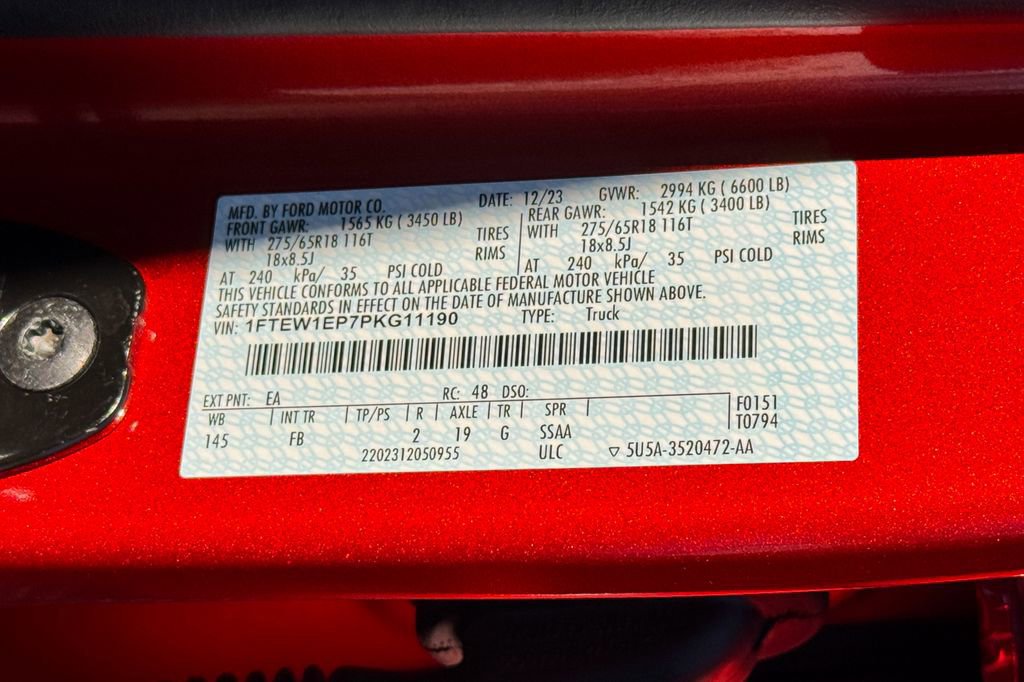 MFD. BY FORD MOTOR CO. DATE: 12/23 GVWR: 2994 KG ( 6600 LB)
FRONT GAWR: 1565 KG ( 3450 LB) REAR GAWR: 1542 KG ( 3400 LB)
WITH 275/65R18 116T TIRES WITH 275/65R18 116T TIRES
18x8.5J RIMS 18x8.5J RIMS
AT 240 kPa/ 35 PSI COLD AT 240 kPa/ 35 PSI COLD
THIS VEHICLE CONFORMS TO ALL APPLICABLE FEDERAL MOTOR VEHICLE
SAFETY STANDARDS IN EFFECT ON THE DATE OF MANUFACTURE SHOWN ABOVE.
VIN: 1FTEW1EP7PKG11190 TYPE: Truck
EXT PNT: EA RC: 48 DSO:
WB INT TR TP/PS R AXLE TR SPR F0151
145 FB 2 19 G SSAA T0794
2202312050955 ULC ▽ 5U5A-3520472-AA